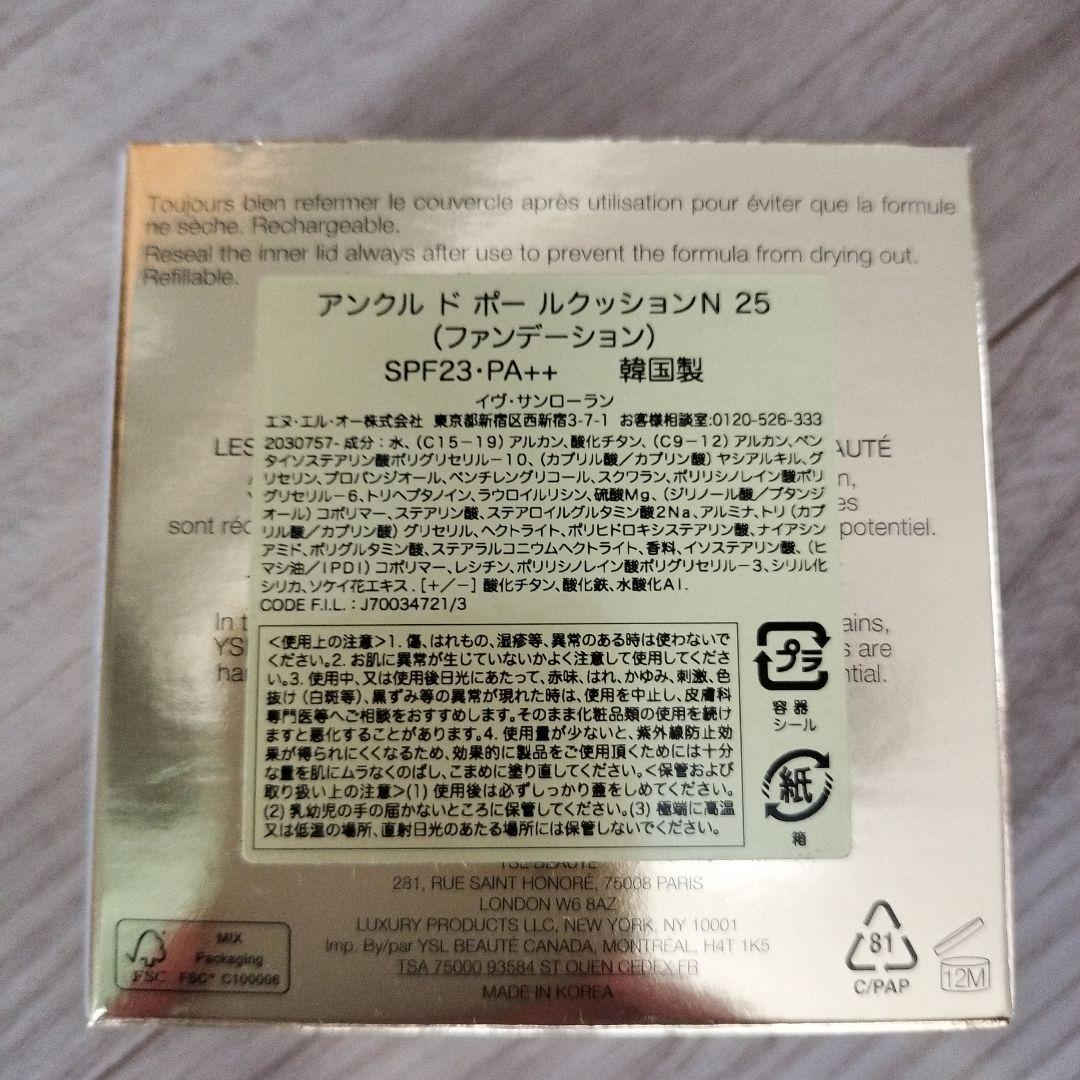 Toujours bien refermer le couvercle après utilisation pour éviter que la formule
ne sèche. Rechargeable.
Reseal the inner lid always after use to prevent the formula from drying out.
Refillable.
アンクル ド ポー ルクッションN 25
(ファンデーション)
SPF23・PA++ 韓国製
イヴ・サンローラン
エヌ・エル・オー株式会社 東京都新宿区西新宿3-7-1 お客様相談室:0120-526-333
2030757- 成分:水、(C15-19)アルカン、酸化チタン、(C9-12)アルカン、ペン
タイソステアリン酸ポリグリセリル-10、(カプリル酸/カプリン酸)ヤシアルキル、グ
リセリン、プロパンジオール、ペンチレングリコール、スクワラン、ポリリシノレイン酸ポリ
グリセリル-6、トリヘプタノイン、ラウロイルリシン、硫酸Mg、(ジリノール酸/ブタンジ
オール)コポリマー、ステアリン酸、ステアロイルグルタミン酸2Na、アルミナ、トリ(カプ
リル酸/カプリン酸)グリセリル、ヘクトライト、ポリヒドロキシステアリン酸、ナイアシン
アミド、ポリグルタミン酸、ステアラルコニウムヘクトライト、香料、イソステアリン酸、(ヒ
マシ油/IPDI)コポリマー、レシチン、ポリリシノレイン酸ポリグリセリル-3、シリル化
シリカ、ソケイ花エキス. [+/-] 酸化チタン、酸化鉄、水酸化Al.
CODE F.I.L. : J70034721/3
LES
AUTÉ
n,
es
sont réc
potentiel.
In t
ains,
YS
s are
ha
ntial.
<使用上の注意>1. 傷、はれもの、湿疹等、異常のある時は使わないで
ください。2. お肌に異常が生じていないかよく注意して使用してくださ
い。3. 使用中、又は使用後日光にあたって、赤味、はれ、かゆみ、刺激、色
抜け(白斑等)、黒ずみ等の異常が現れた時は、使用を中止し、皮膚科
専門医等へご相談をおすすめします。そのまま化粧品類の使用を続け
ますと悪化することがあります。4. 使用量が少ないと、紫外線防止効
果が得られにくくなるため、効果的に製品をご使用頂くためには十分
な量を肌にムラなくのばし、こまめに塗り直してください。<保管および
取り扱い上の注意>(1) 使用後は必ずしっかり蓋をしめてください。
(2) 乳幼児の手の届かないところに保管してください。(3) 極端に高温
又は低温の場所、直射日光のあたる場所には保管しないでください。
プラ
容器
シール
紙
箱
YSL BEAUTÉ
281, RUE SAINT HONORÉ, 75008 PARIS
LONDON W6 8AZ
LUXURY PRODUCTS LLC, NEW YORK, NY 10001
Imp. By/par YSL BEAUTÉ CANADA, MONTRÉAL, H4T 1K5
TSA 75000 93584 ST OUEN CEDEX FR
MADE IN KOREA
FSC
MIX
Packaging
FSC® C100006
81
C/PAP
12M